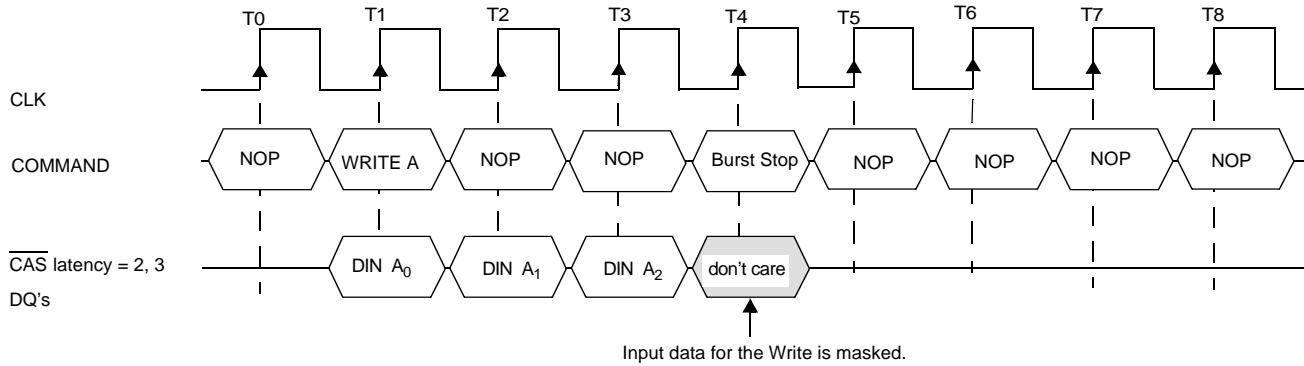 T0 T1 T2 T3 T4 T5 T6 T7 T8
CLK
COMMAND NOP WRITE A NOP NOP Burst Stop NOP NOP NOP NOP
CAS latency = 2, 3
DQ's
DIN A0 DIN A1 DIN A2 don't care
Input data for the Write is masked.